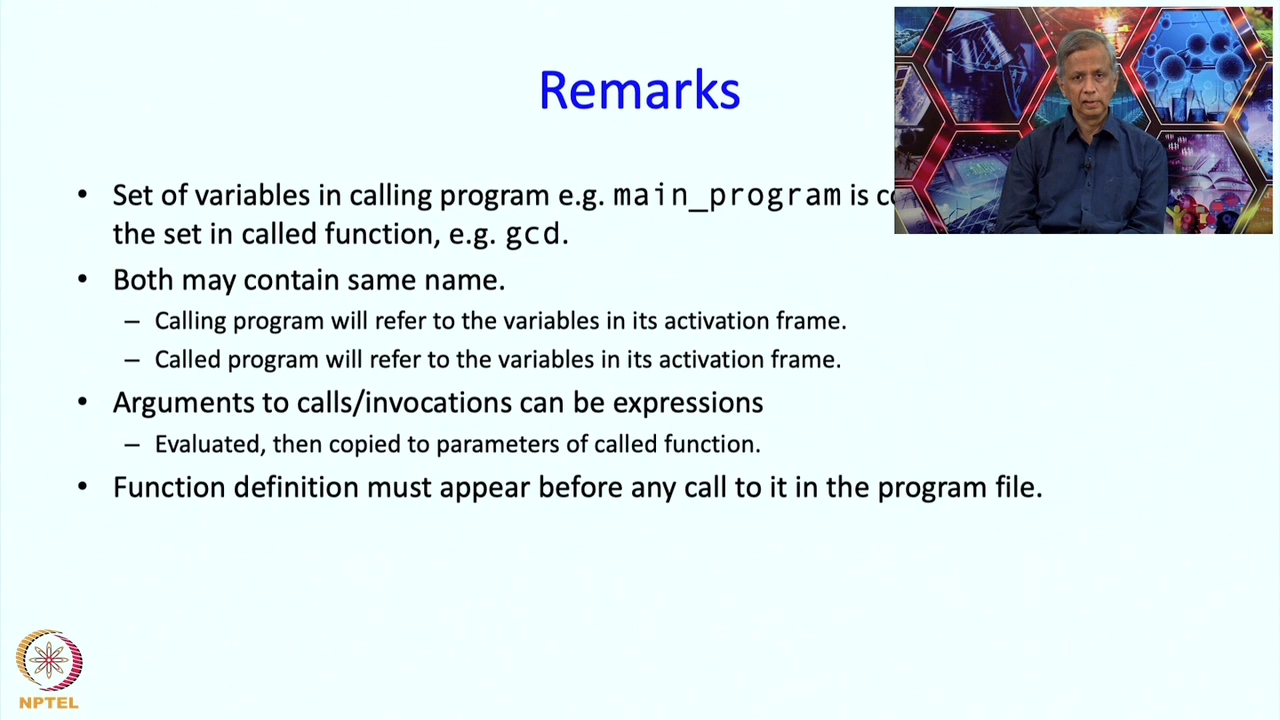 Remarks
• Set of variables in calling program e.g. main_program is
the set in called function, e.g. gcd.
• Both may contain same name.
– Calling program will refer to the variables in its activation frame.
– Called program will refer to the variables in its activation frame.
• Arguments to calls/invocations can be expressions
– Evaluated, then copied to parameters of called function.
• Function definition must appear before any call to it in the program file.
NPTEL